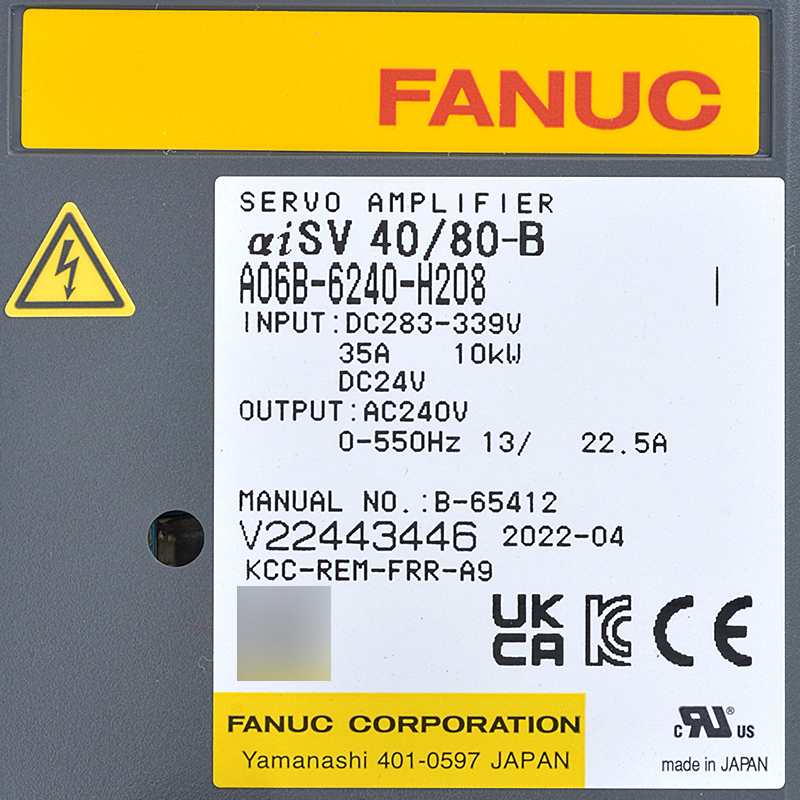 FANUC
SERVO AMPLIFIER
αiSV 40/80-B
A06B-6240-H208
INPUT:DC283-339V
35A 10kW
DC24V
OUTPUT:AC240V
0-550Hz 13/ 22.5A
MANUAL NO.:B-65412
V22443446 2022-04
KCC-REM-FRR-A9
UK
CA
CE
FANUC CORPORATION
Yamanashi 401-0597 JAPAN
c RU® US
made in JAPAN